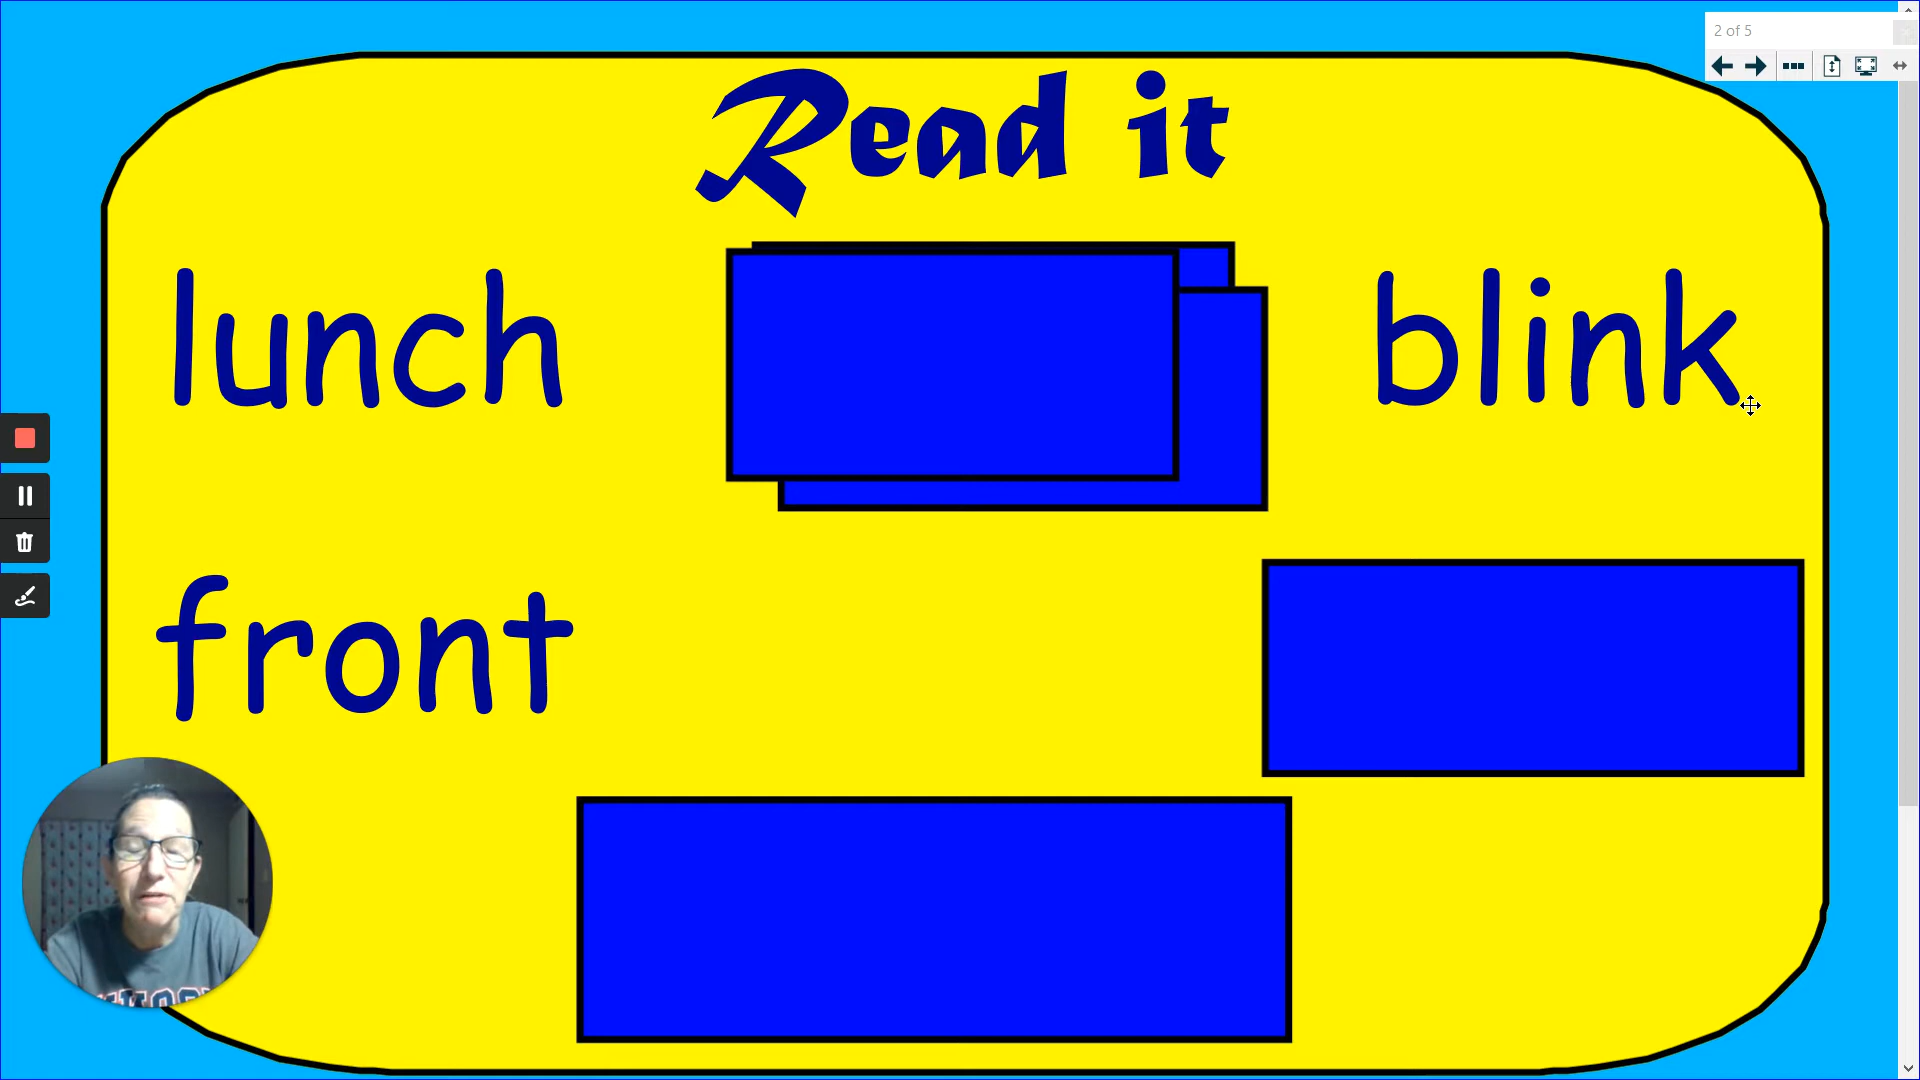 2 of 5
Read it
lunch
blink
front